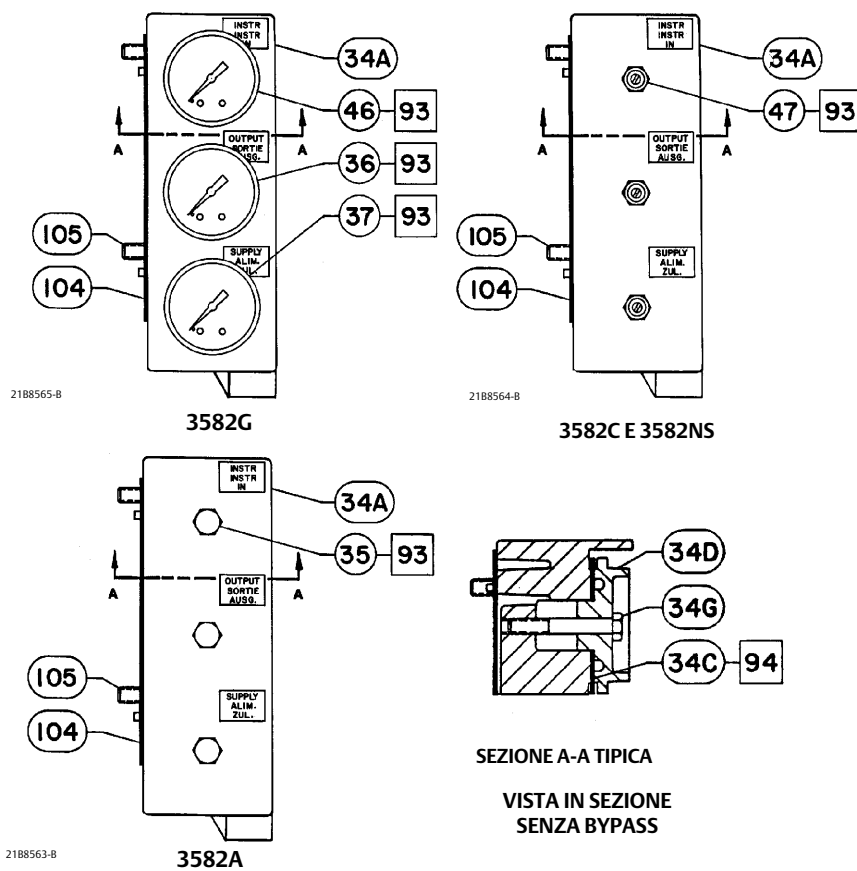 INSTR
INSTR
IN
34A
46 93
A A
OUTPUT
SORTIE
AUSG.
36 93
37 93
105
SUPPLY
ALIM.
ZUL.
104
21B8565-B
3582G
INSTR
INSTR
IN
34A
47 93
A A
OUTPUT
SORTIE
AUSG.
105
SUPPLY
ALIM.
ZUL.
104
21B8564-B
3582C E 3582NS
INSTR
INSTR
IN
34A
35 93
A A
OUTPUT
SORTIE
AUSG.
105
SUPPLY
ALIM.
ZUL.
104
21B8563-B
3582A
34D
34G
34C 94
SEZIONE A-A TIPICA
VISTA IN SEZIONE
SENZA BYPASS